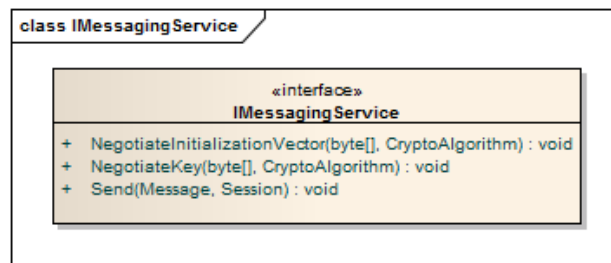 class IMessagingService
«interface»
IMessagingService
+ NegotiateInitializationVector(byte[], CryptoAlgorithm) : void
+ NegotiateKey(byte[], CryptoAlgorithm) : void
+ Send(Message, Session) : void